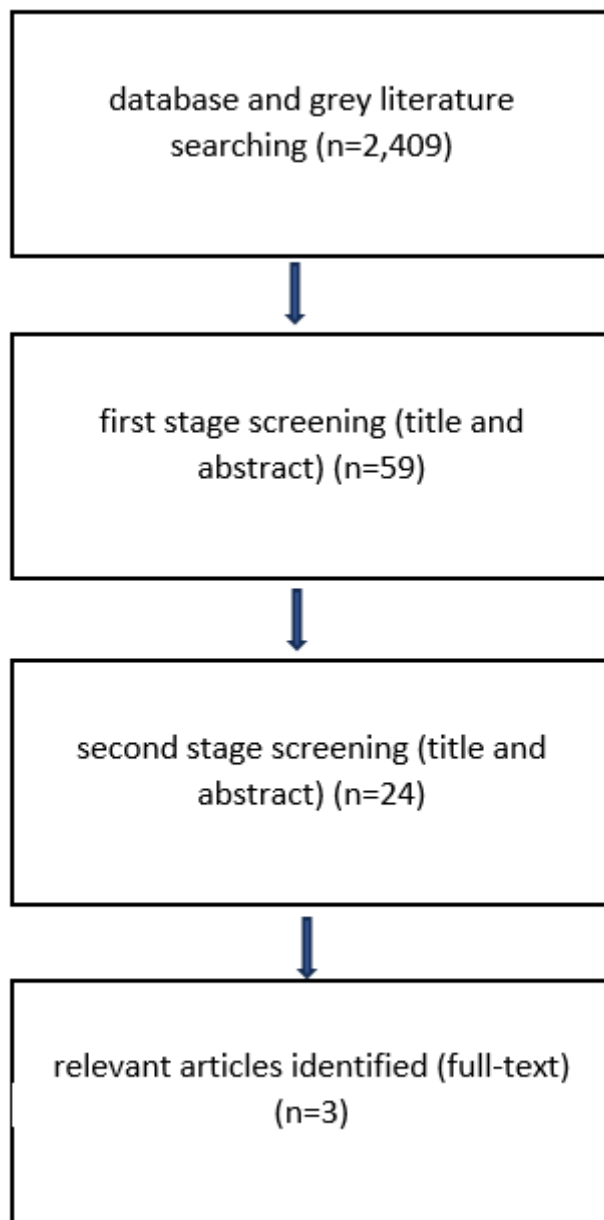 database and grey literature
searching (n=2,409)
first stage screening (title and
abstract) (n=59)
second stage screening (title and
abstract) (n=24)
relevant articles identified (full-text)
(n=3)